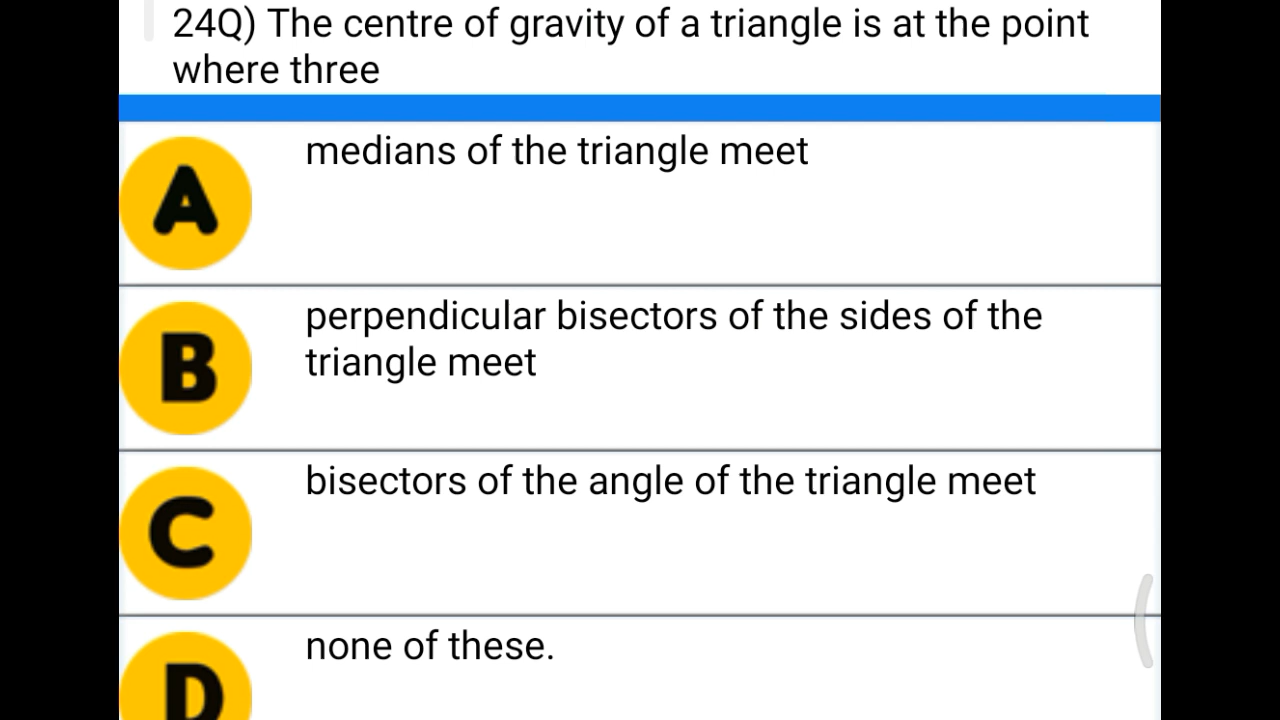 24Q) The centre of gravity of a triangle is at the point
where three
A
medians of the triangle meet
B
perpendicular bisectors of the sides of the
triangle meet
C
bisectors of the angle of the triangle meet
D
none of these.